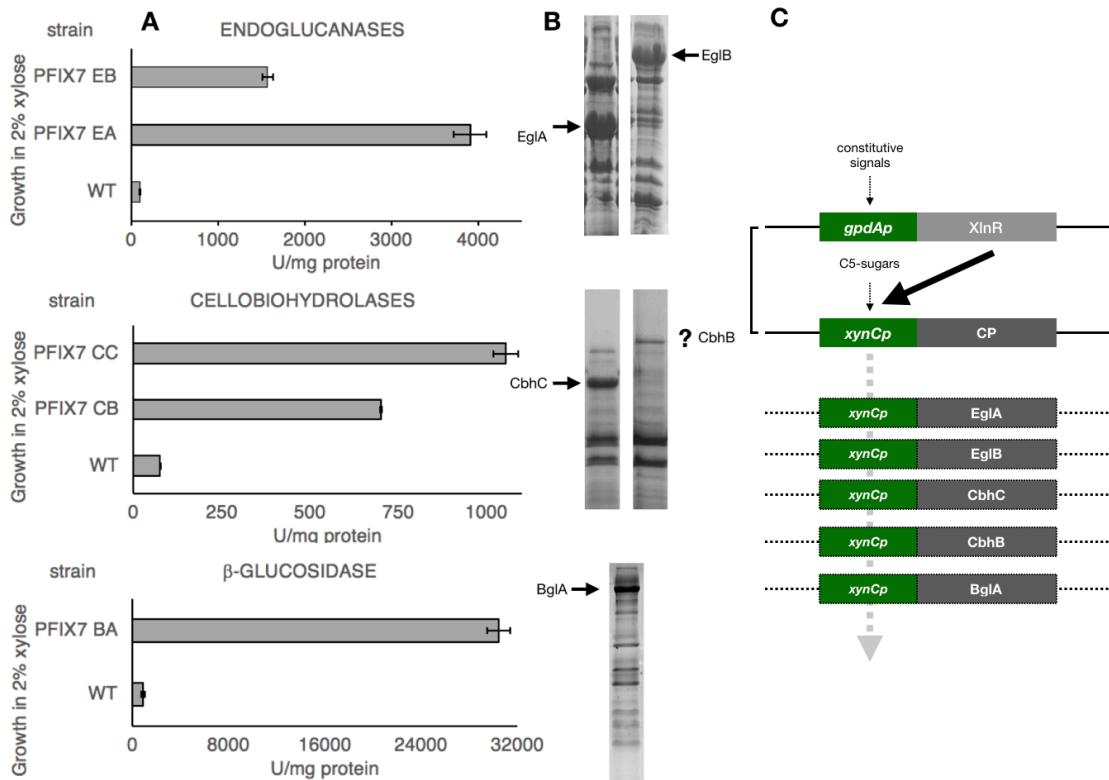 A
strain
ENDOGLUCANASES
Growth in 2% xylose
PFIX7 EB
PFIX7 EA
WT
0 1000 2000 3000 4000
U/mg protein
strain
CELLOBIOHYDROLASES
Growth in 2% xylose
PFIX7 CC
PFIX7 CB
WT
0 250 500 750 1000
U/mg protein
strain
β-GLUCOSIDASE
Growth in 2% xylose
PFIX7 BA
WT
0 8000 16000 24000 32000
U/mg protein
B
EglB
EglA
? CbhB
CbhC
BglA
C
constitutive
signals
gpdAp XlnR
C5-sugars
xynCp CP
xynCp EglA
xynCp EglB
xynCp CbhC
xynCp CbhB
xynCp BglA